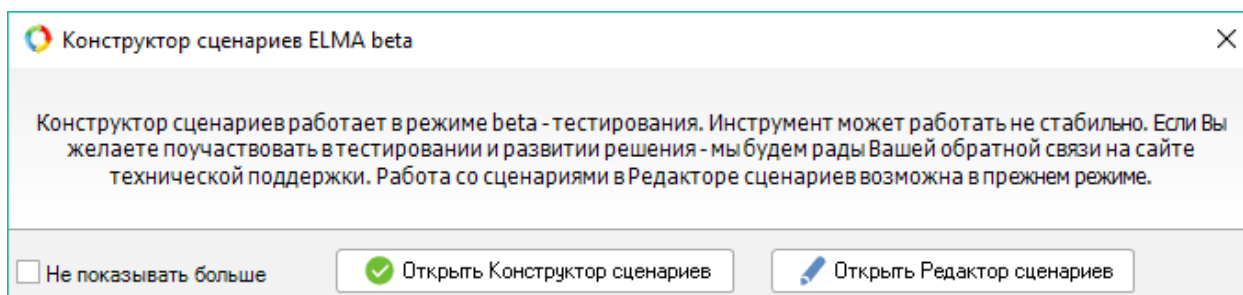 Конструктор сценариев ELMA beta
Конструктор сценариев работает в режиме beta - тестирования. Инструмент может работать не стабильно. Если Вы
желаете поучаствовать в тестировании и развитии решения - мы будем рады Вашей обратной связи на сайте
технической поддержки. Работа со сценариями в Редакторе сценариев возможна в прежнем режиме.
Не показывать больше
Открыть Конструктор сценариев
Открыть Редактор сценариев